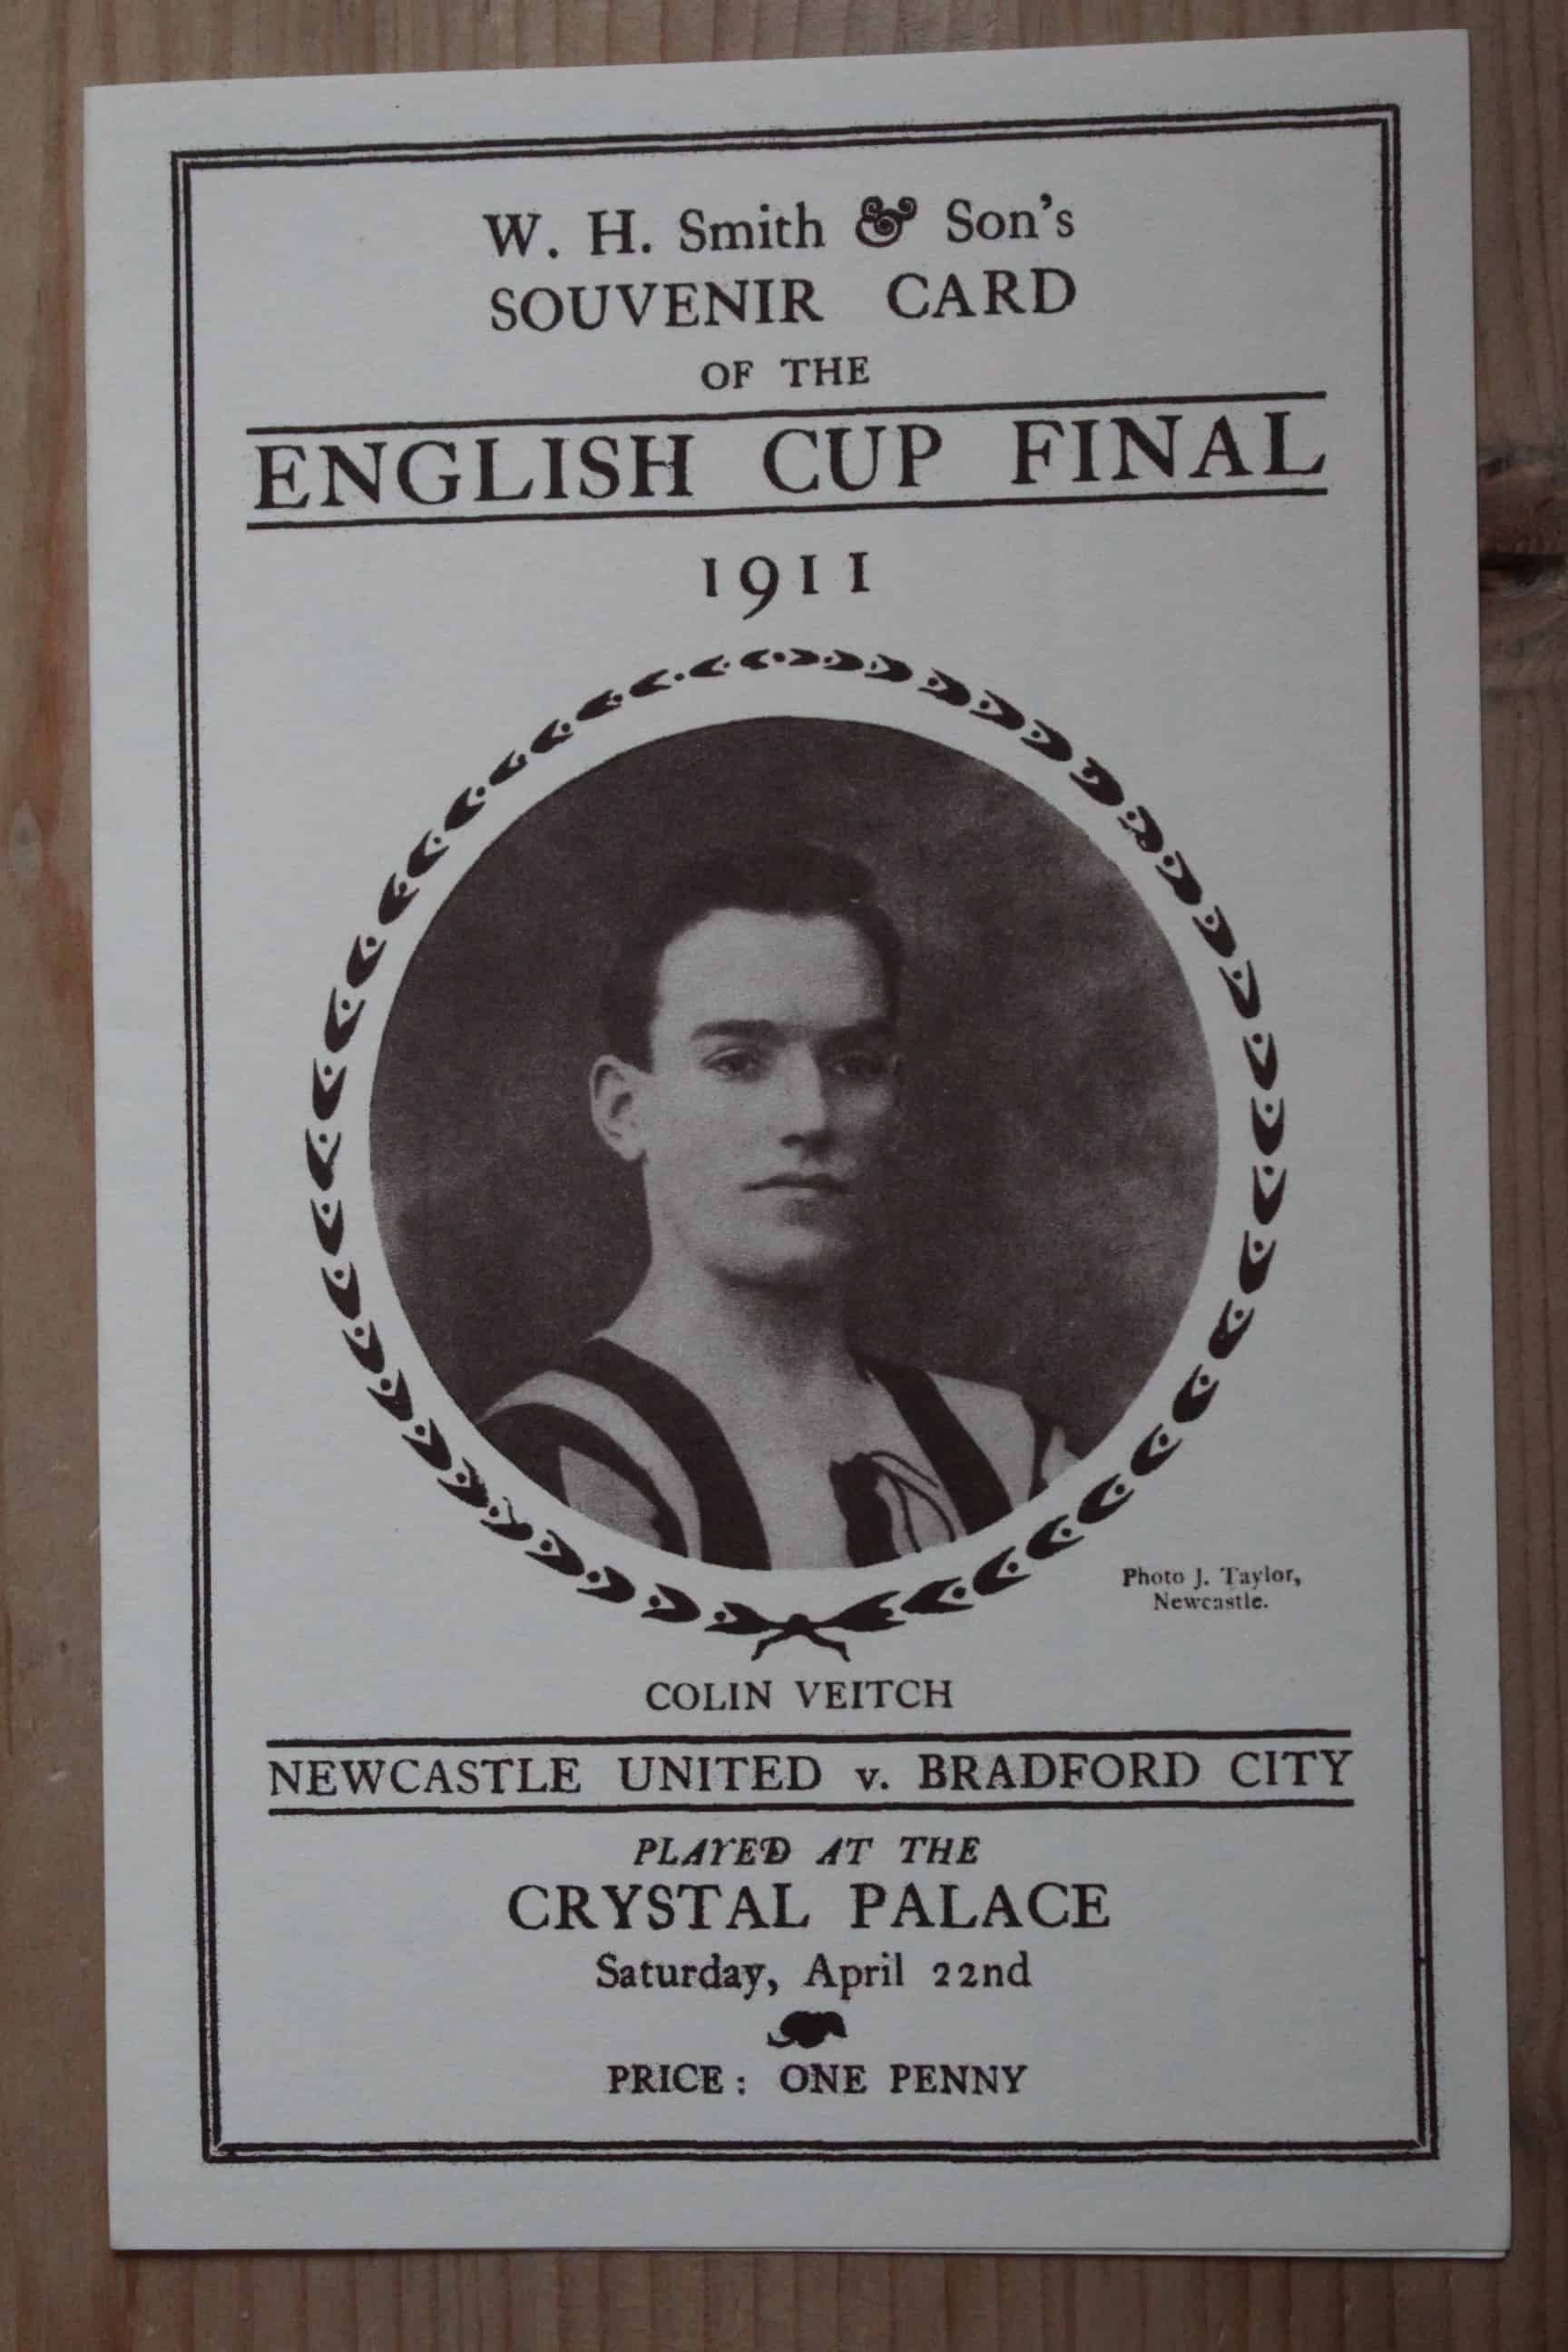 W. H. Smith & Son's
SOUVENIR CARD
OF THE
ENGLISH CUP FINAL
1911
Photo J. Taylor,
Newcastle.
COLIN VEITCH
NEWCASTLE UNITED v. BRADFORD CITY
PLAYED AT THE
CRYSTAL PALACE
Saturday, April 22nd
PRICE: ONE PENNY